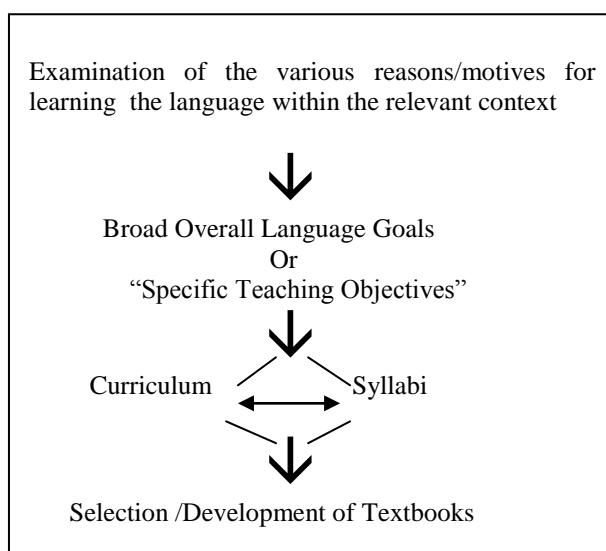 Examination of the various reasons/motives for
learning the language within the relevant context
Broad Overall Language Goals
Or
“Specific Teaching Objectives”
Curriculum Syllabi
Selection /Development of Textbooks